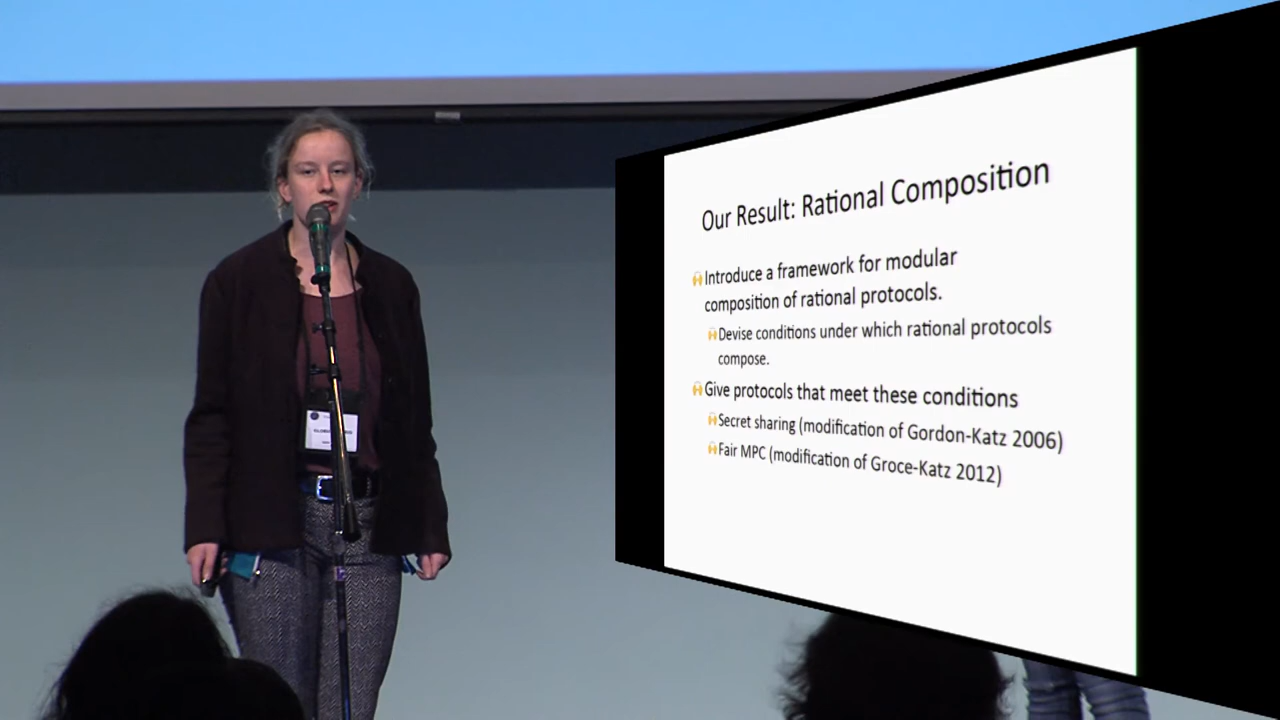 Our Result: Rational Composition
Introduce a framework for modular
composition of rational protocols.
Devise conditions under which rational protocols
compose.
Give protocols that meet these conditions
Secret sharing (modification of Gordon-Katz 2006)
Fair MPC (modification of Groce-Katz 2012)